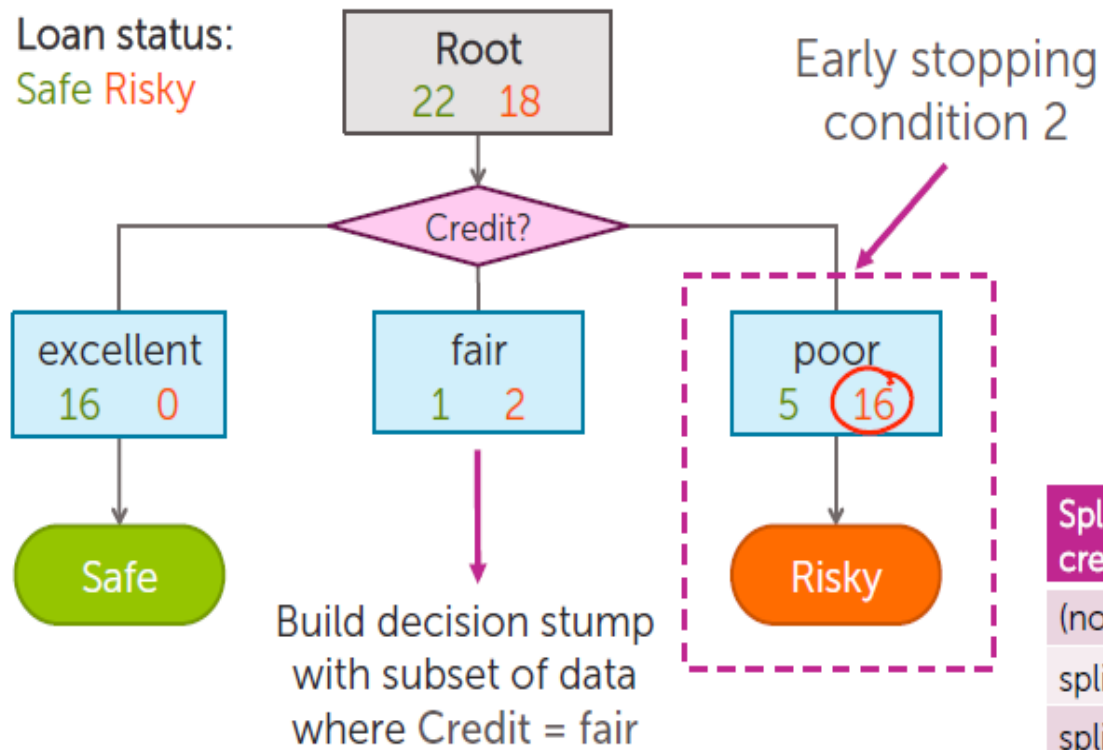 Loan status:
Safe Risky
Root
22 18
Early stopping
condition 2
Credit?
excellent
16 0
fair
1 2
poor
5 16
Safe
Risky
Build decision stump
with subset of data
where Credit = fair